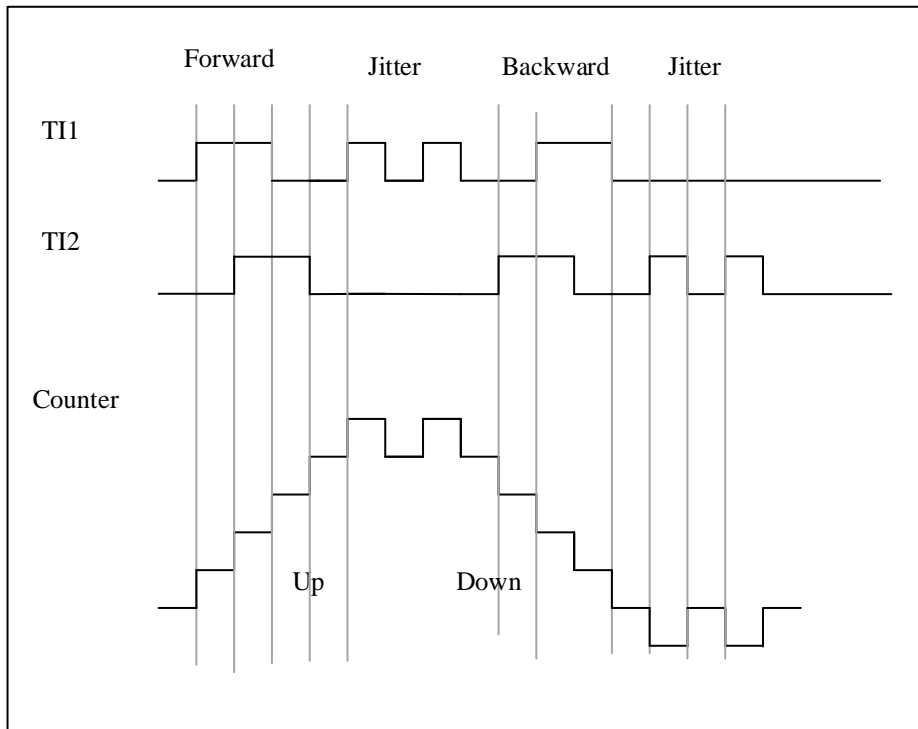 Forward
Jitter
Backward
Jitter
TI1
TI2
Counter
Up
Down